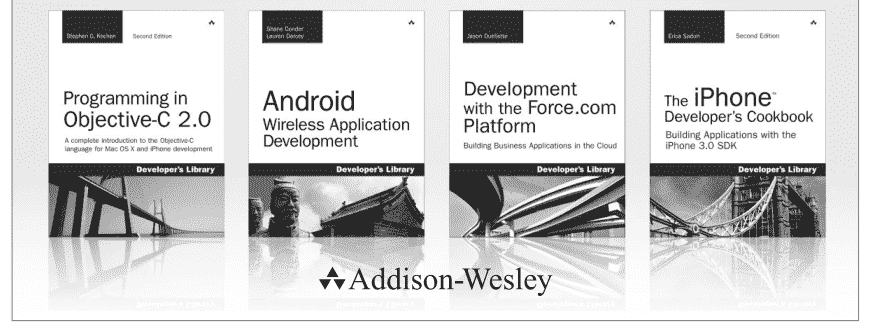 Stephen G. Kochan
Second Edition
Programming in
Objective-C 2.0
A complete introduction to the Objective-C
language for Mac OS X and iPhone development
Developer's Library
Shane Conder
Lauren Darcey
Android
Wireless Application
Development
Developer's Library
Jason Ouellette
Development
with the Force.com
Platform
Building Business Applications in the Cloud
Developer's Library
Erica Sadun
Second Edition
The iPhone™
Developer's Cookbook
Building Applications with the
iPhone 3.0 SDK
Developer's Library
Addison-Wesley